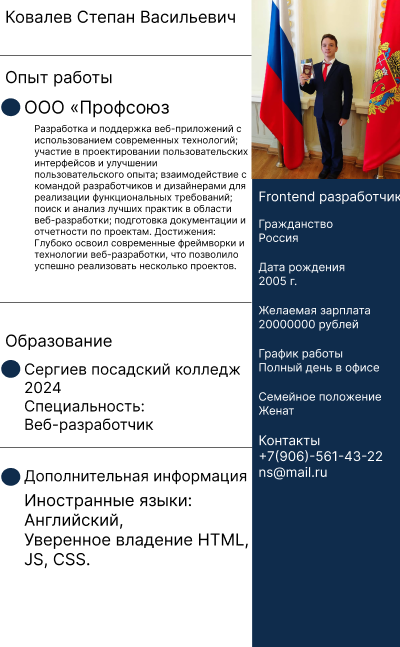 Ковалев Степан Васильевич
Опыт работы
ООО «Профсоюз
Разработка и поддержка веб-приложений с
использованием современных технологий;
участие в проектировании пользовательских
интерфейсов и улучшении
пользовательского опыта; взаимодействие с
командой разработчиков и дизайнерами для
реализации функциональных требований;
поиск и анализ лучших практик в области
веб-разработки; подготовка документации и
отчетности по проектам. Достижения:
Глубоко освоил современные фреймворки и
технологии веб-разработки, что позволило
успешно реализовать несколько проектов.
Образование
Сергиев посадский колледж
2024
Специальность:
Веб-разработчик
Дополнительная информация
Иностранные языки:
Английский,
Уверенное владение HTML,
JS, CSS.
Frontend разработчик
Гражданство
Россия
Дата рождения
2005 г.
Желаемая зарплата
20000000 рублей
График работы
Полный день в офисе
Семейное положение
Женат
Контакты
+7(906)-561-43-22
ns@mail.ru